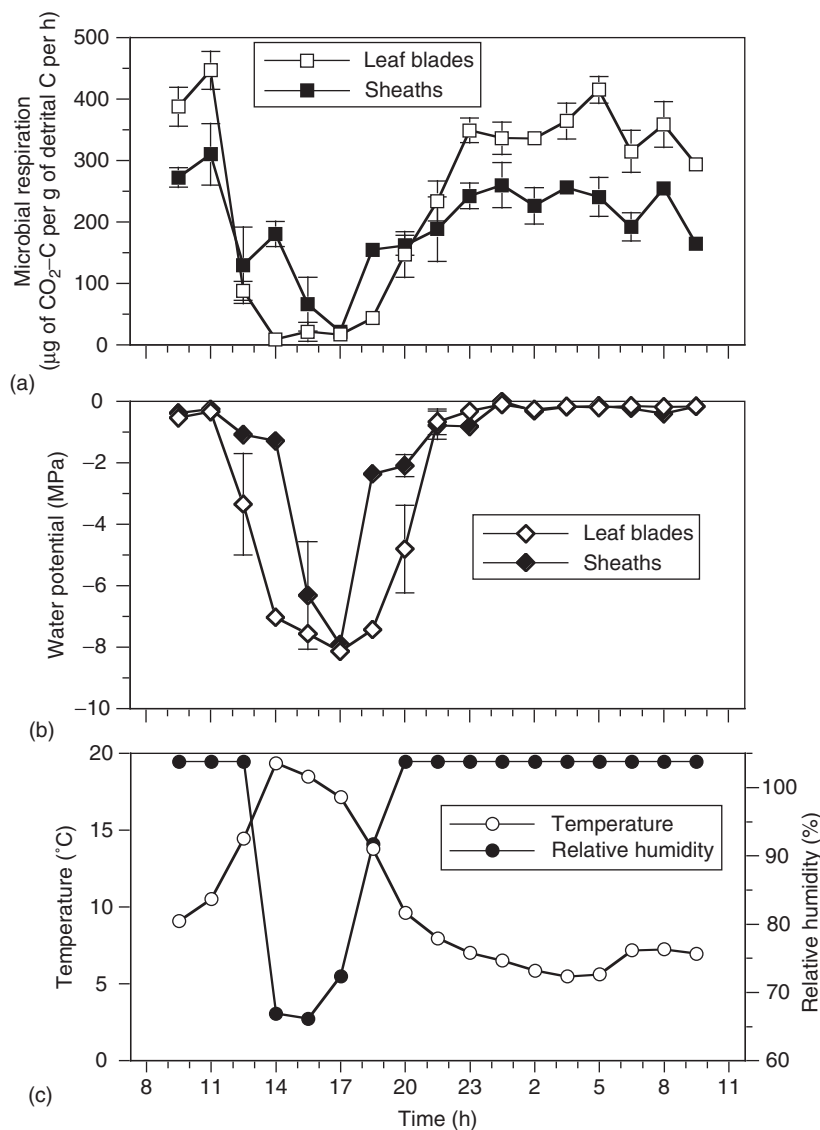 Microbial respiration
(μg of CO₂–C per g of detrital C per h)
500
400
300
200
100
0
Leaf blades
Sheaths
(a)
Water potential (MPa)
0
−2
−4
−6
−8
−10
Leaf blades
Sheaths
(b)
Temperature (˚C)
20
15
10
5
0
Temperature
Relative humidity
100
90
80
70
60
Relative humidity (%)
8 11 14 17 20 23 2 5 8 11
(c)
Time (h)